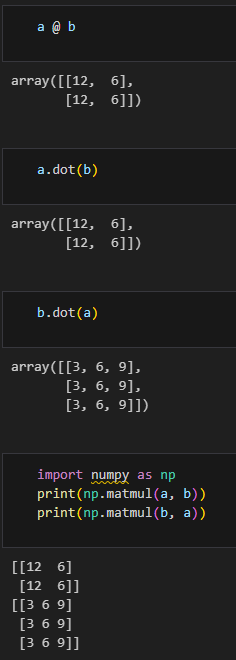 a @ b
array([[12,  6],
       [12,  6]])
a.dot(b)
array([[12,  6],
       [12,  6]])
b.dot(a)
array([[3, 6, 9],
       [3, 6, 9],
       [3, 6, 9]])
import numpy as np
print(np.matmul(a, b))
print(np.matmul(b, a))
[[12  6]
 [12  6]]
[[3 6 9]
 [3 6 9]
 [3 6 9]]